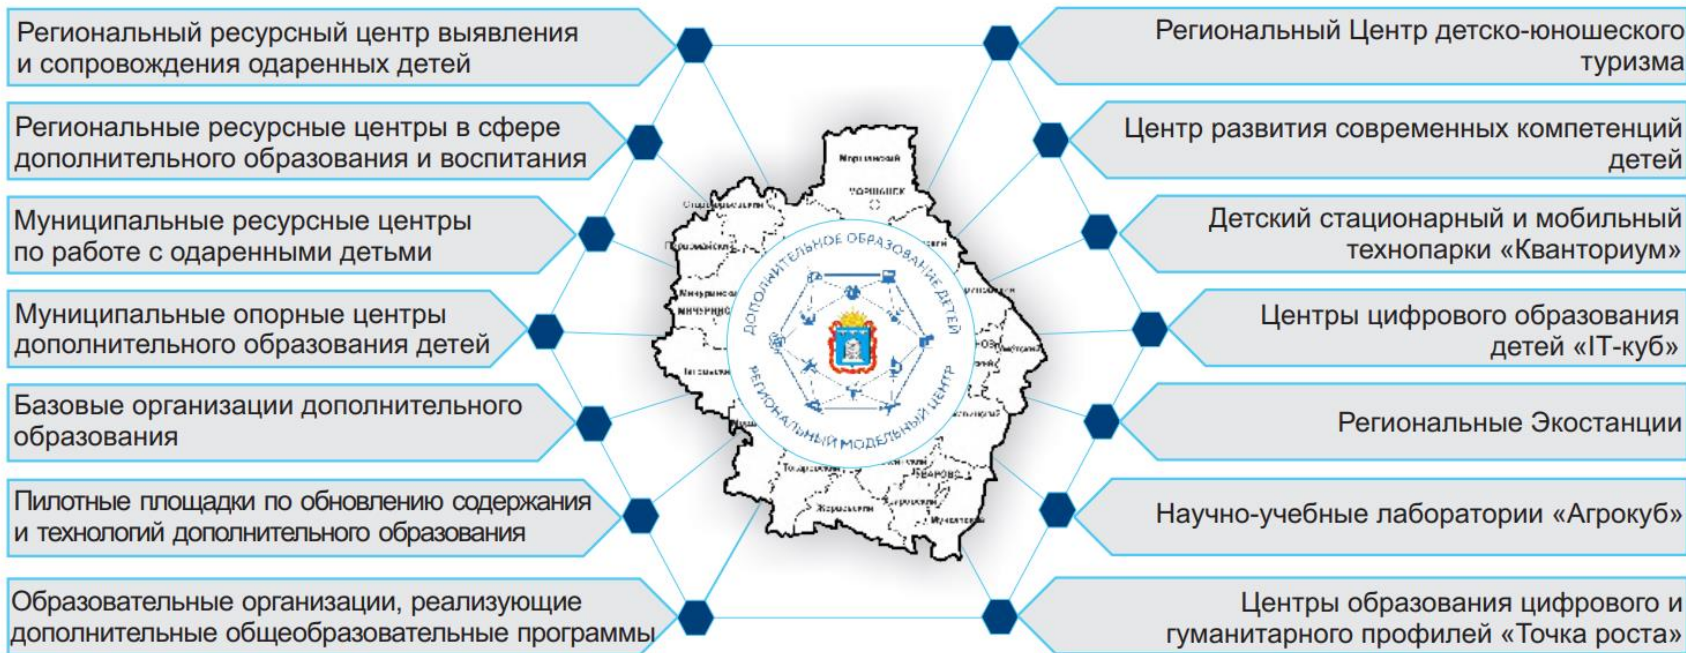 Региональный ресурсный центр выявления
и сопровождения одаренных детей
Региональные ресурсные центры в сфере
дополнительного образования и воспитания
Муниципальные ресурсные центры
по работе с одаренными детьми
Муниципальные опорные центры
дополнительного образования детей
Базовые организации дополнительного
образования
Пилотные площадки по обновлению содержания
и технологий дополнительного образования
Образовательные организации, реализующие
дополнительные общеобразовательные программы
Моршанский
ДОПОЛНИТЕЛЬНОЕ ОБРАЗОВАНИЕ ДЕТЕЙ
РЕГИОНАЛЬНЫЙ МОДЕЛЬНЫЙ ЦЕНТР
Региональный Центр детско-юношеского
туризма
Центр развития современных компетенций
детей
Детский стационарный и мобильный
технопарки «Кванториум»
Центры цифрового образования
детей «IT-куб»
Региональные Экостанции
Научно-учебные лаборатории «Агрокуб»
Центры образования цифрового и
гуманитарного профилей «Точка роста»